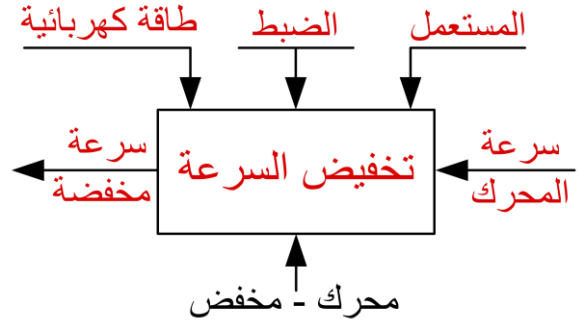 المستعمل
الضبط
طاقة كهربائية
سرعة
المحرك
تخفيض السرعة
سرعة
مخفضة
محرك - مخفض